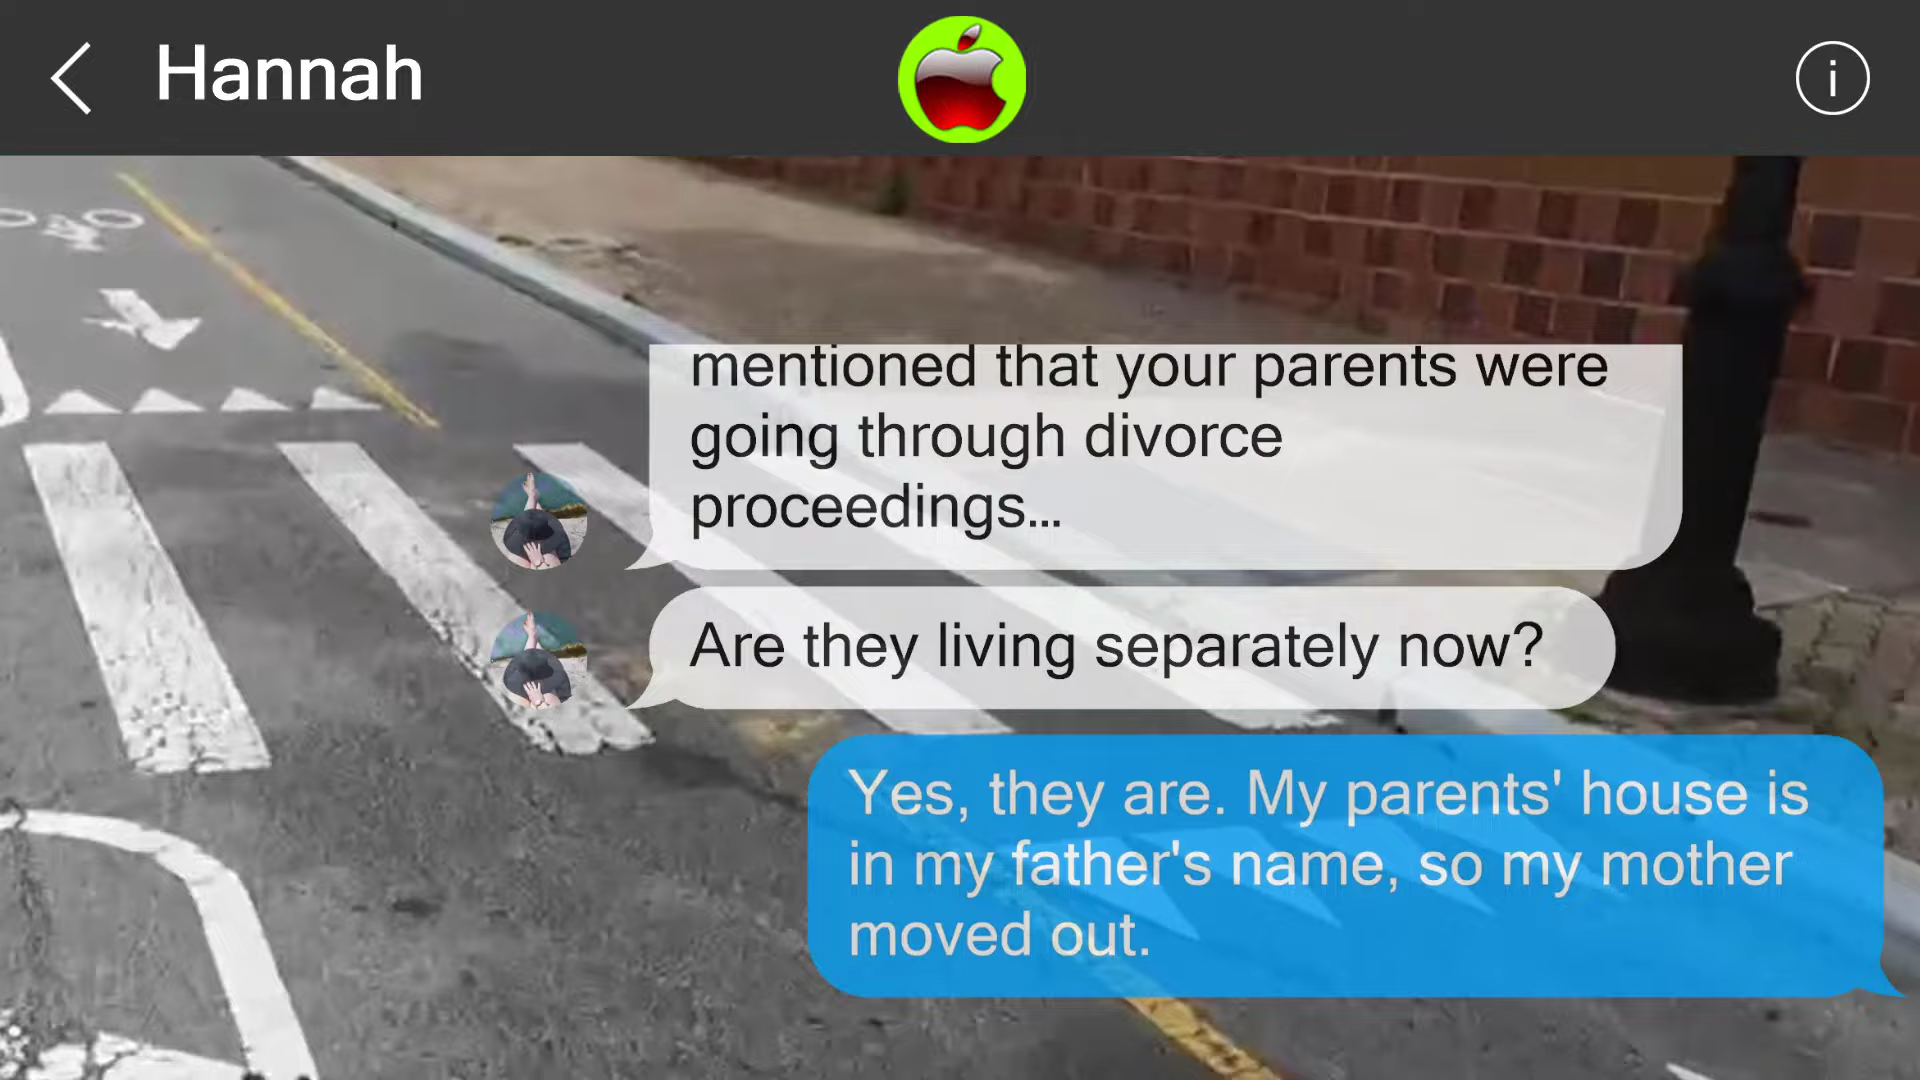 Hannah
mentioned that your parents were
going through divorce
proceedings...
Are they living separately now?
Yes, they are. My parents' house is
in my father's name, so my mother
moved out.